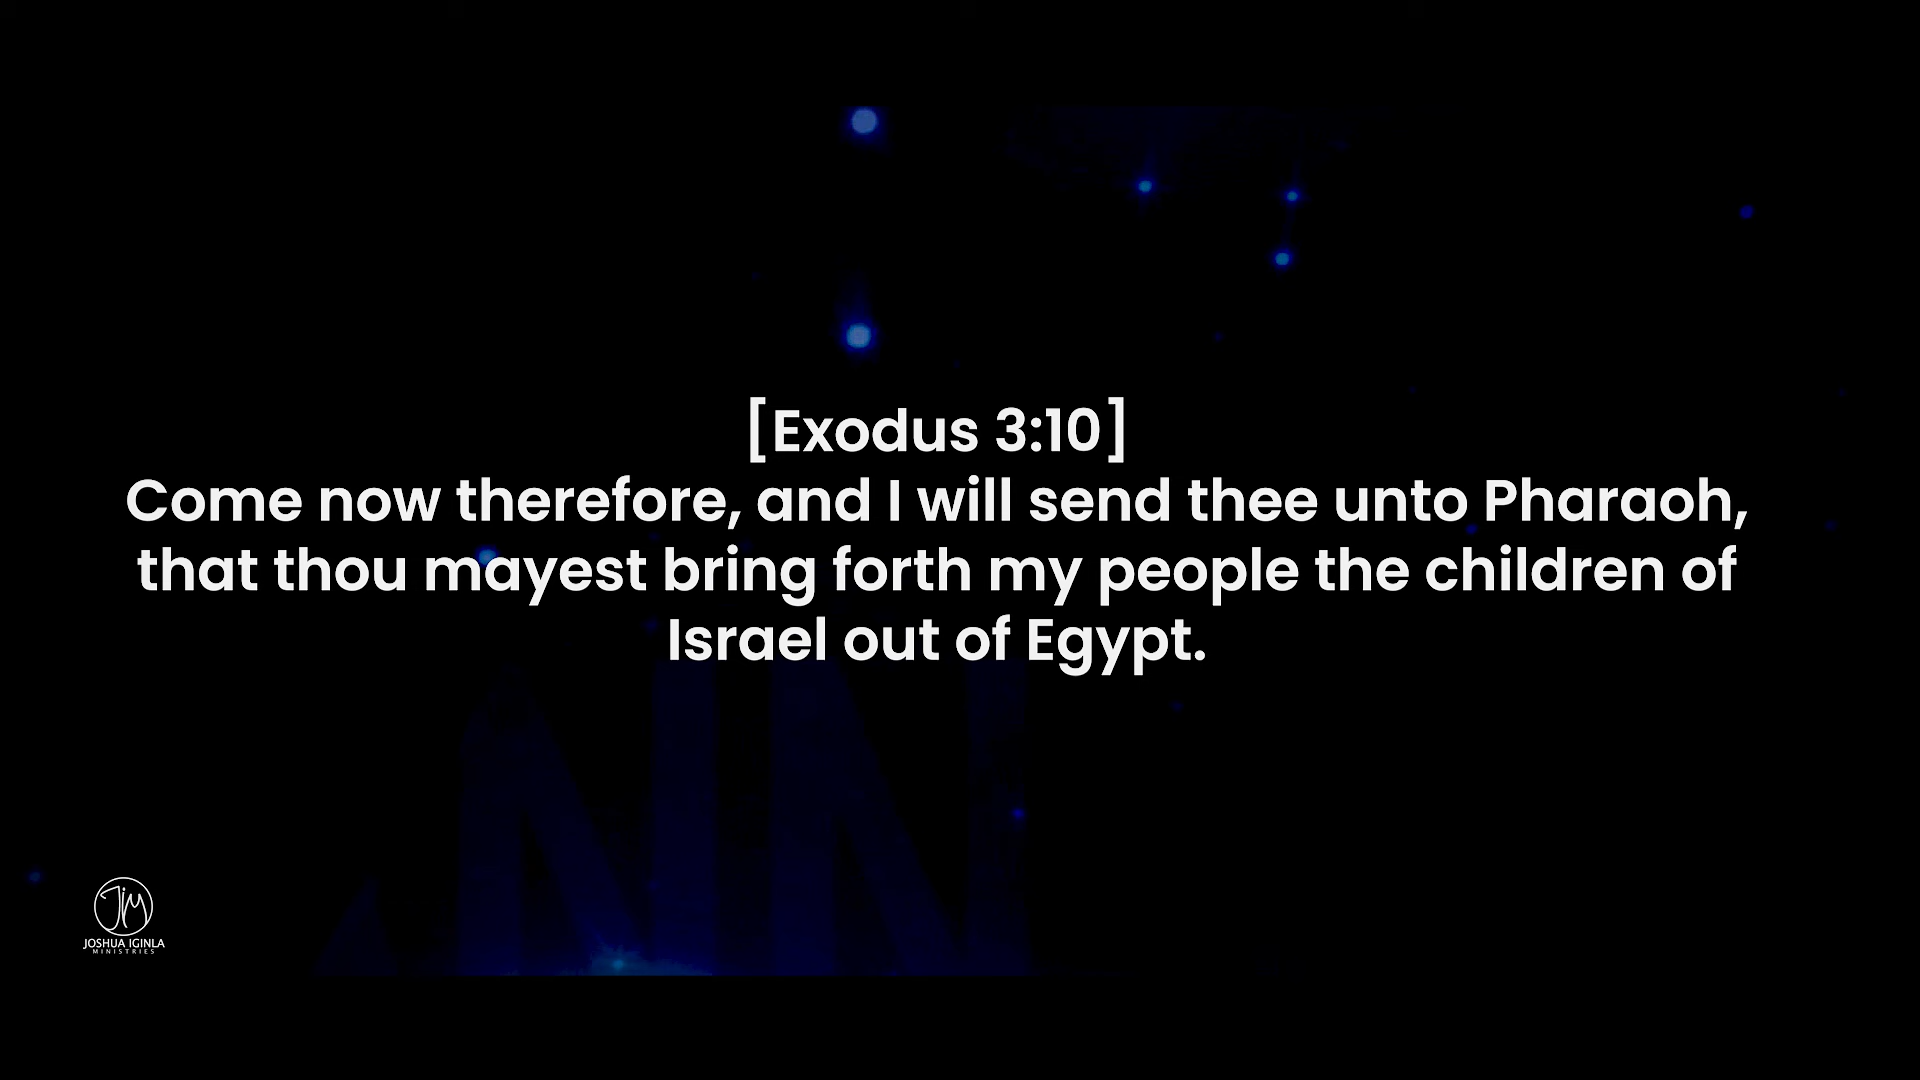 [Exodus 3:10]
Come now therefore, and I will send thee unto Pharaoh,
that thou mayest bring forth my people the children of
Israel out of Egypt.
JIM
JOSHUA IGINLA
MINISTRIES